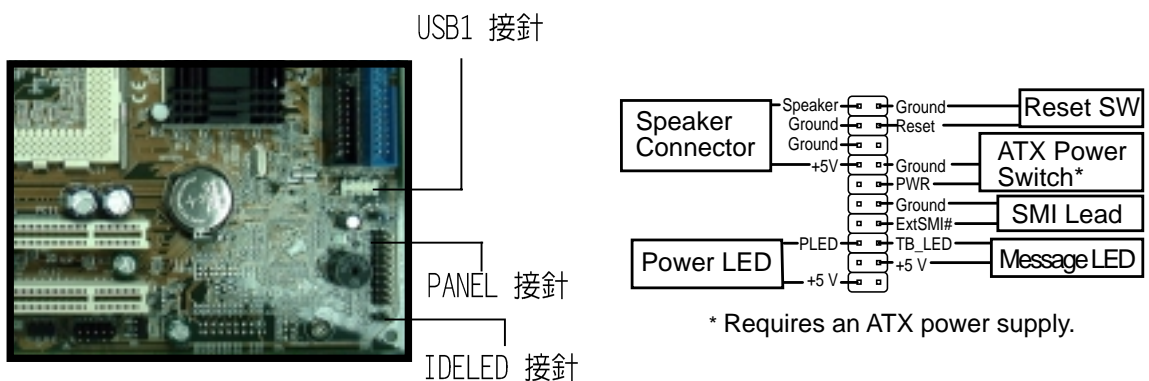 USB1 接針
PANEL 接針
IDELED 接針
Speaker Connector
Speaker
Ground
Ground
+5V
Power LED
PLED
+5 V
Ground
Reset
Reset SW
Ground
PWR
ATX Power
Switch*
Ground
ExtSMI#
SMI Lead
TB_LED
+5 V
Message LED
* Requires an ATX power supply.